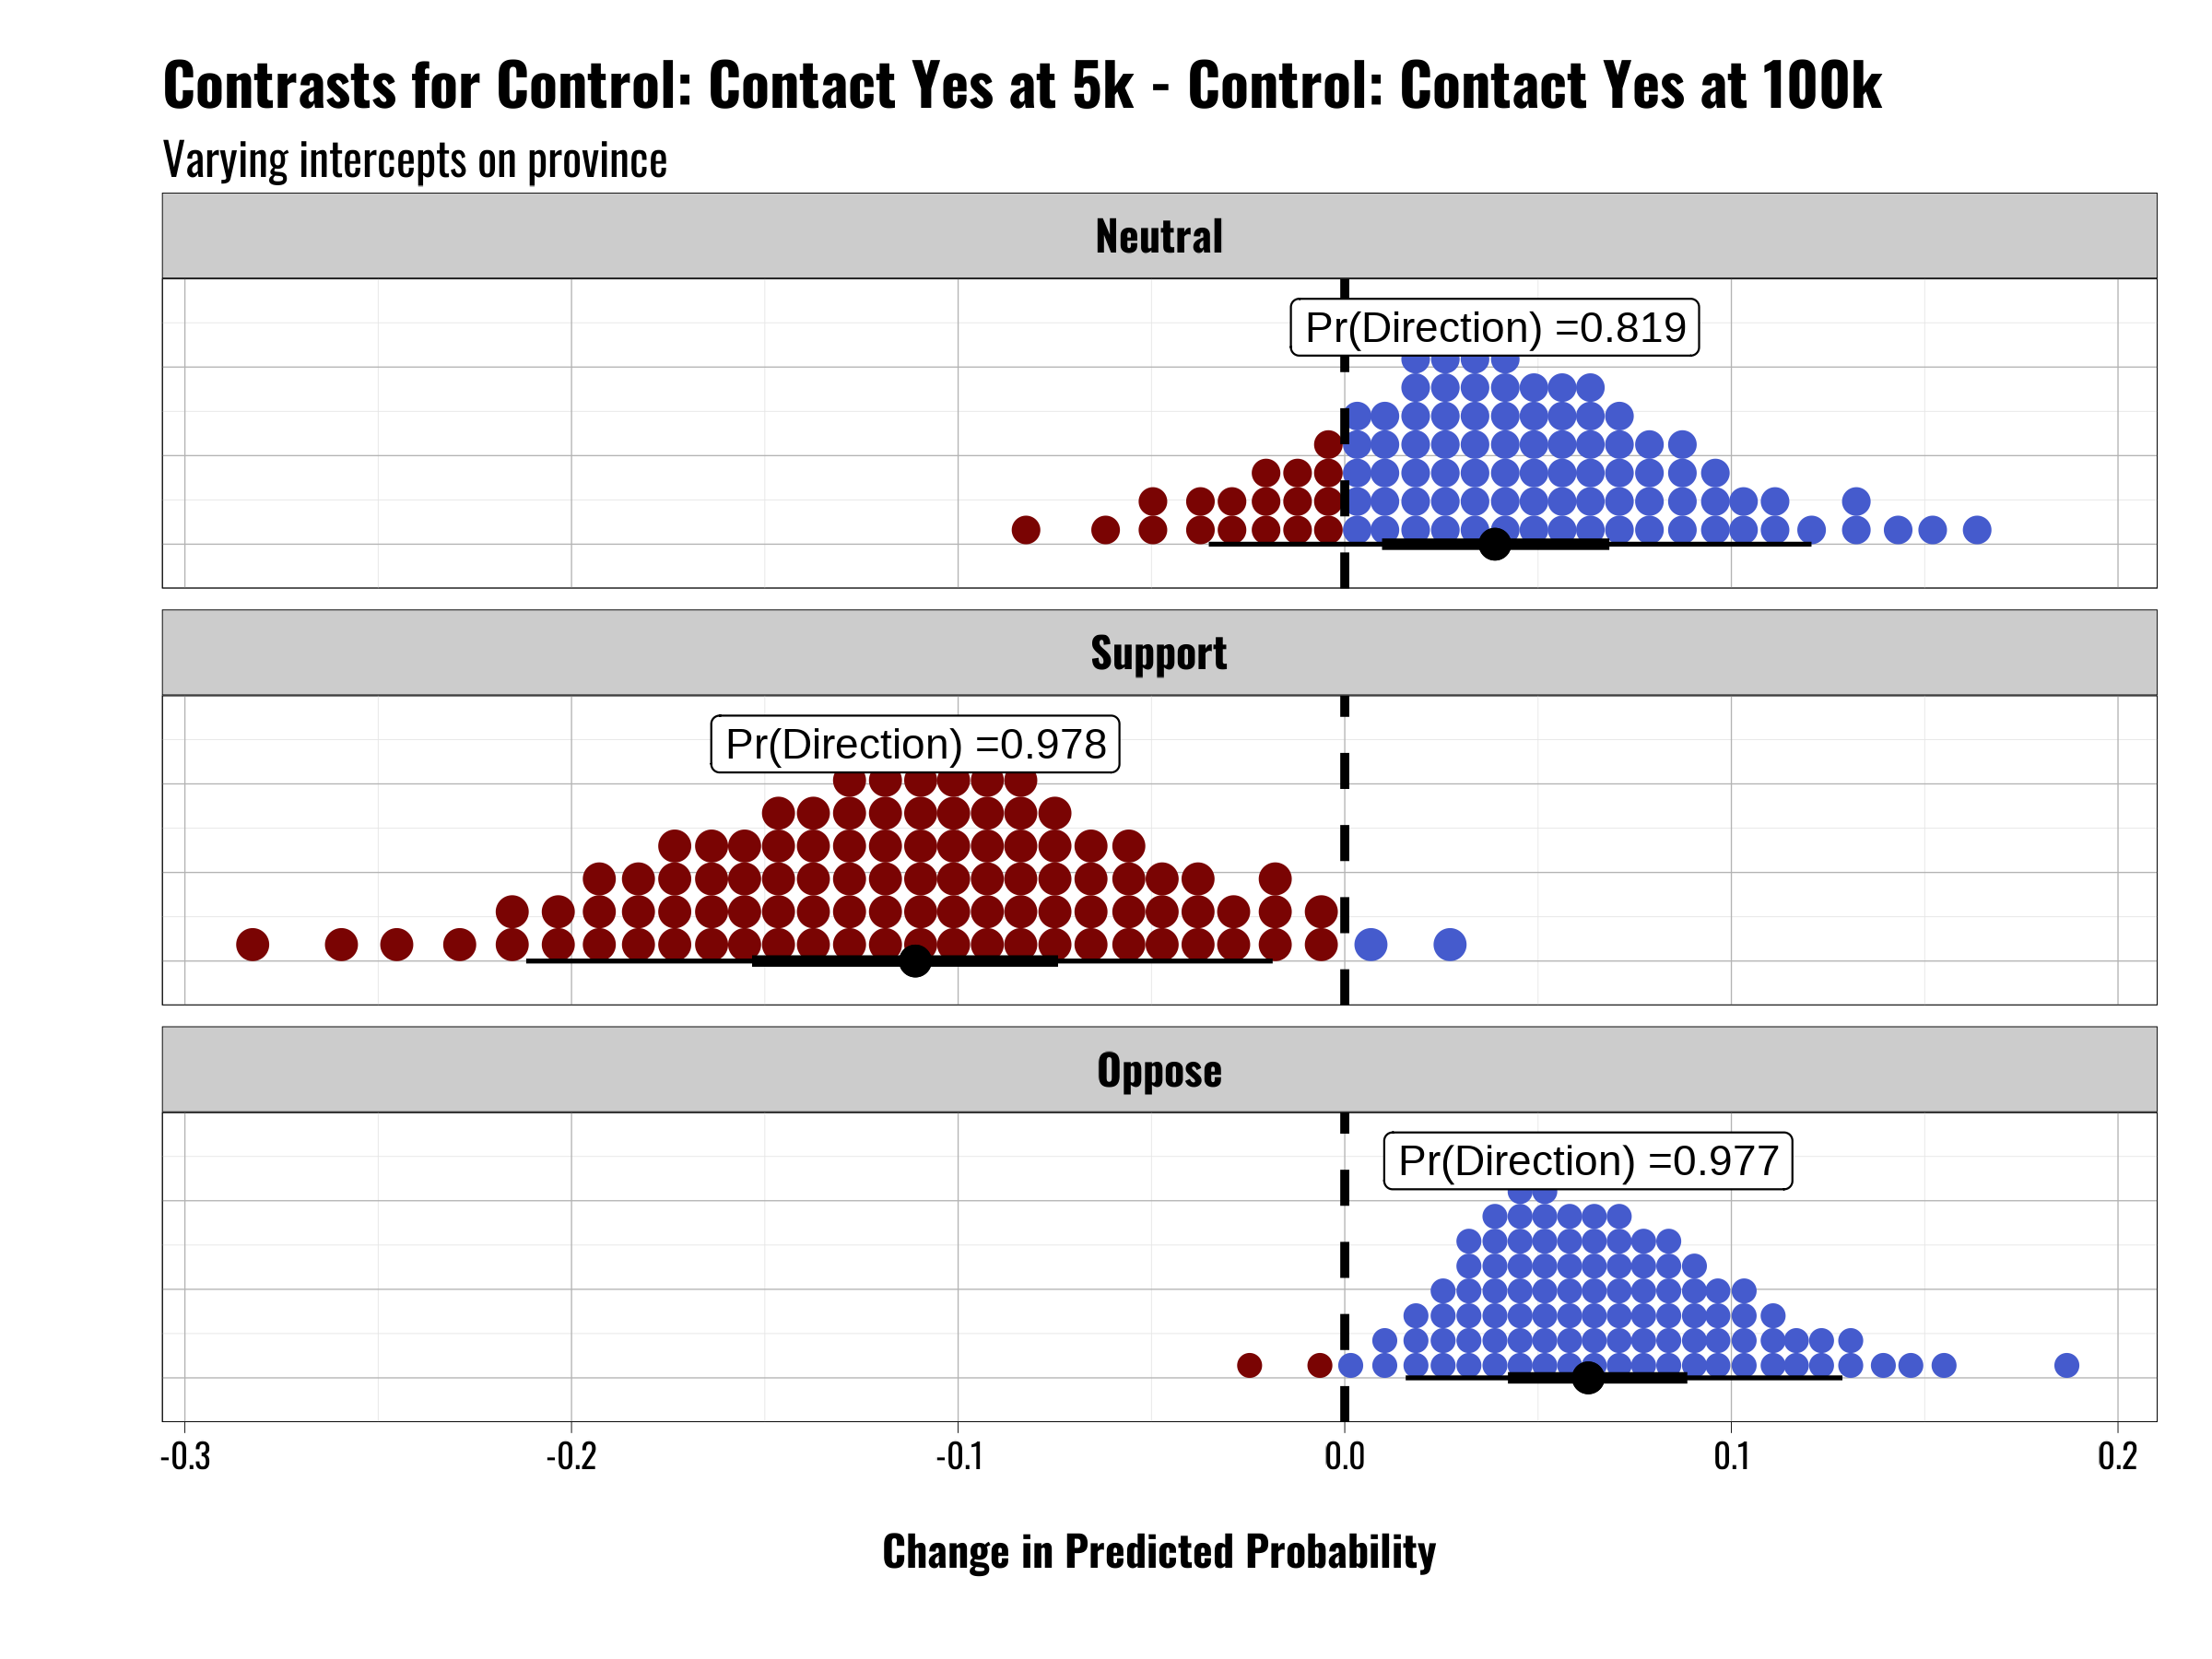 Contrasts for Control: Contact Yes at 5k - Control: Contact Yes at 100k
Varying intercepts on province
Neutral
Pr(Direction) =0.819
Support
Pr(Direction) =0.978
Oppose
Pr(Direction) =0.977
-0.3 -0.2 -0.1 0.0 0.1 0.2
Change in Predicted Probability